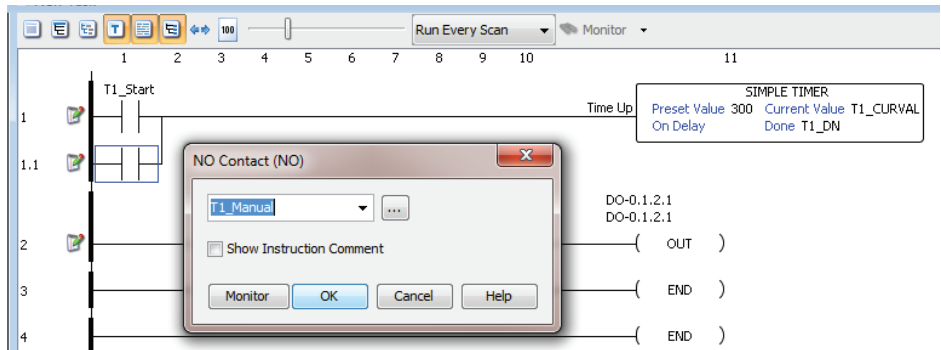 T
100
Run Every Scan
Monitor
1 2 3 4 5 6 7 8 9 10 11
T1_Start
SIMPLE TIMER
1
Time Up
Preset Value 300 Current Value T1_CURVAL
On Delay Done T1_DN
1.1
NO Contact (NO)
x
T1_Manual
...
Show Instruction Comment
Monitor
OK
Cancel
Help
DO-0.1.2.1
DO-0.1.2.1
2
OUT
3
END
4
END